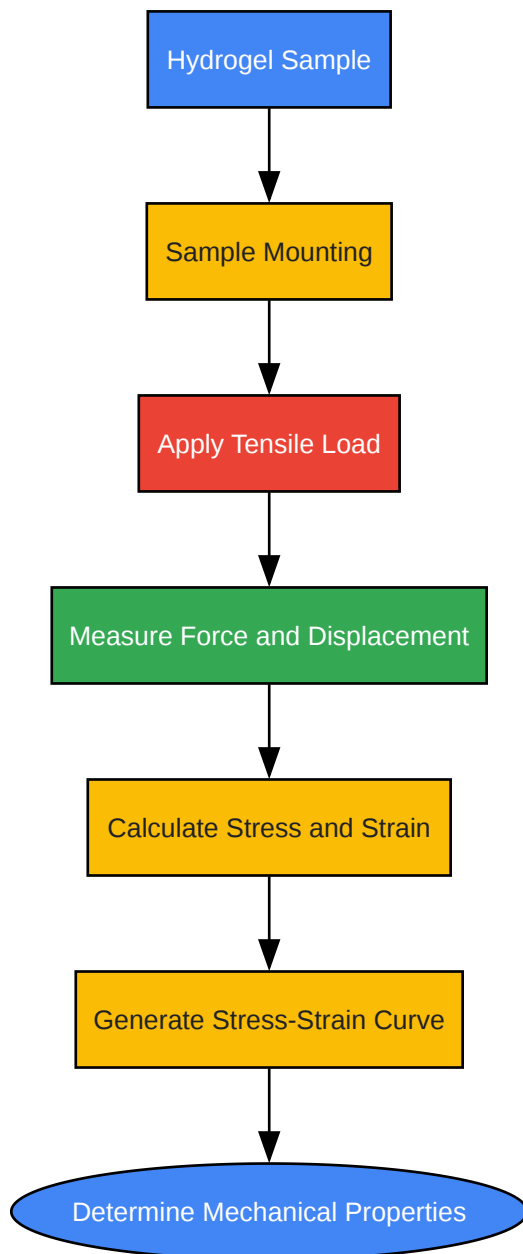 Hydrogel Sample
Sample Mounting
Apply Tensile Load
Measure Force and Displacement
Calculate Stress and Strain
Generate Stress-Strain Curve
Determine Mechanical Properties